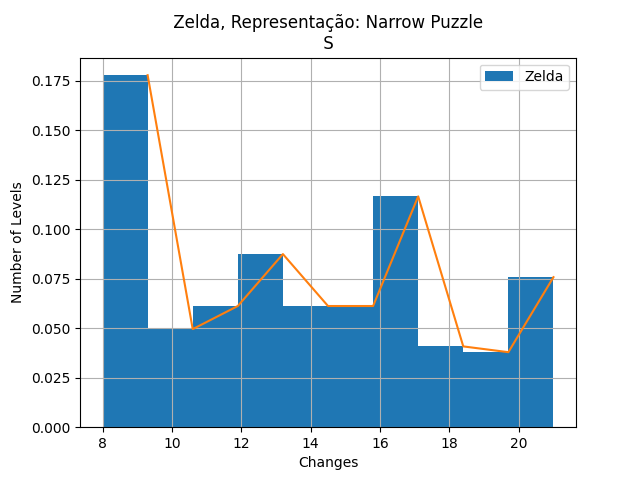 Zelda, Representação: Narrow Puzzle
S
Zelda
Number of Levels
0.175
0.150
0.125
0.100
0.075
0.050
0.025
0.000
8 10 12 14 16 18 20
Changes